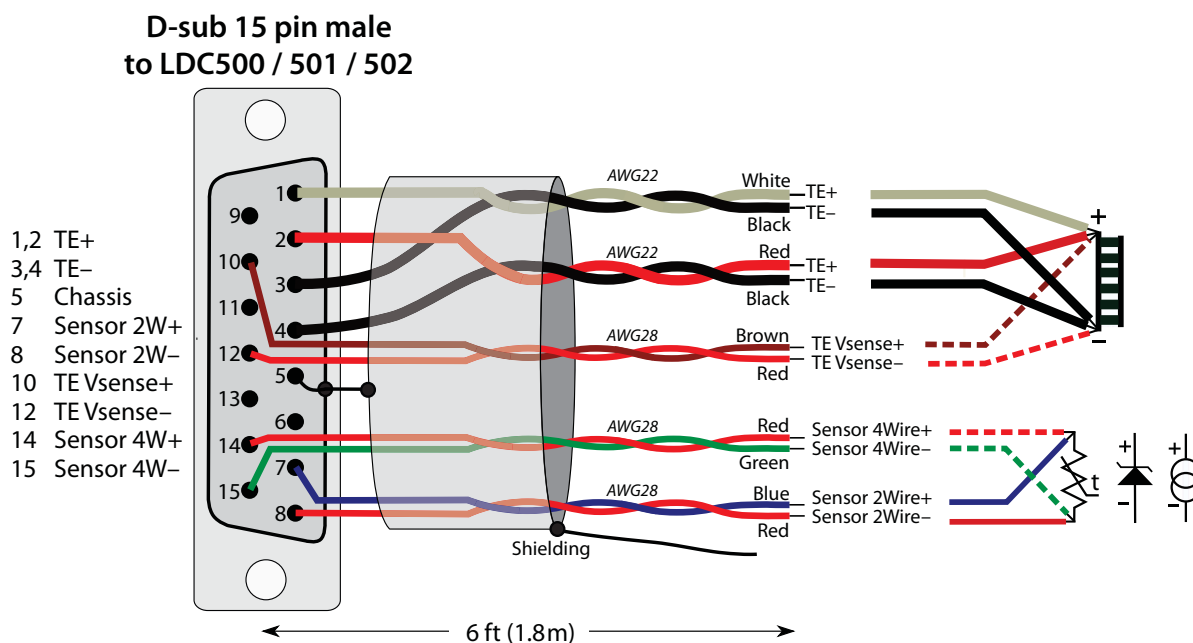 D-sub 15 pin male
to LDC500 / 501 / 502
1,2 TE+
3,4 TE–
5 Chassis
7 Sensor 2W+
8 Sensor 2W–
10 TE Vsense+
12 TE Vsense–
14 Sensor 4W+
15 Sensor 4W–
1
9
2
10
3
11
4
12
5
13
6
14
7
15
8
AWG22
White
TE+
TE–
Black
AWG22
Red
TE+
TE–
Black
AWG28
Brown
TE Vsense+
TE Vsense–
Red
AWG28
Red
Sensor 4Wire+
Sensor 4Wire–
Green
AWG28
Blue
Sensor 2Wire+
Sensor 2Wire–
Red
+
–
t
+
-
+
-
Shielding
6 ft (1.8m)